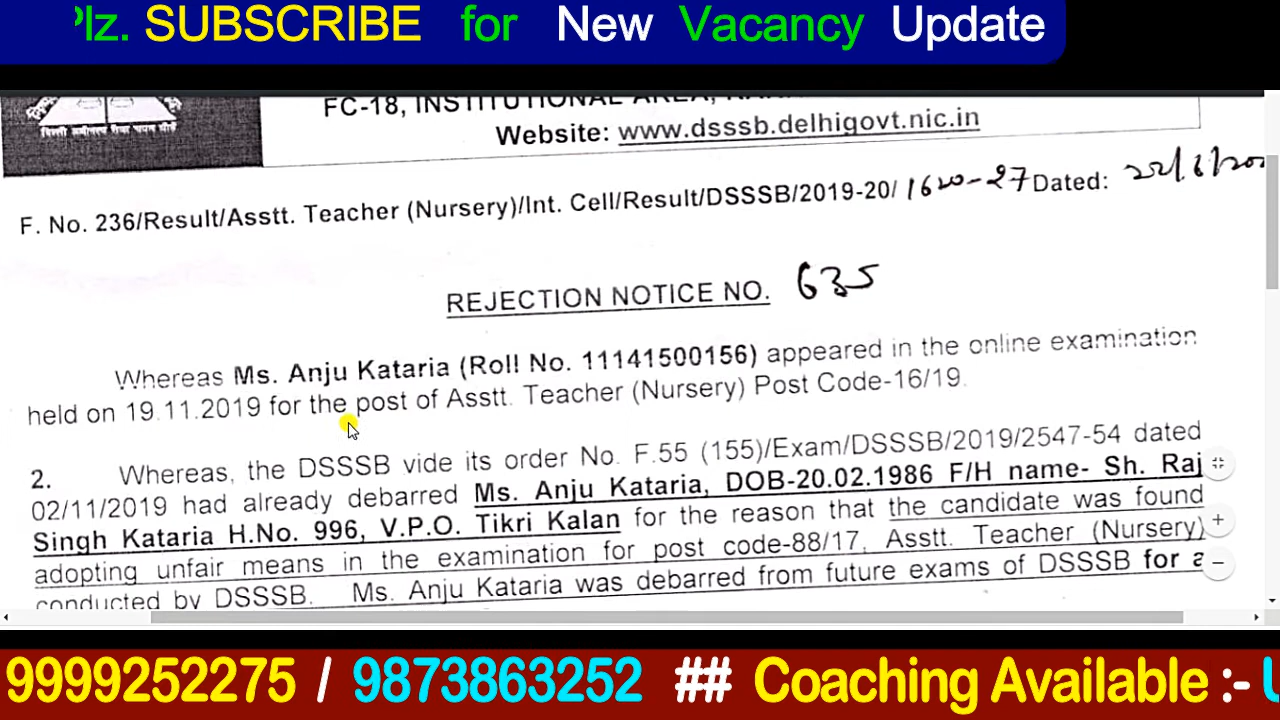 Plz. SUBSCRIBE for New Vacancy Update
FC-18, INSTITUTIONAL AREA,
Website: www.dsssb.delhigovt.nic.in
F. No. 236/Result/Asstt. Teacher (Nursery)/Int. Cell/Result/DSSSB/2019-20/ 1620-27 Dated:
REJECTION NOTICE NO. 635
Whereas Ms. Anju Kataria (Roll No. 11141500156) appeared in the online examination
held on 19.11.2019 for the post of Asstt. Teacher (Nursery) Post Code-16/19.
2. Whereas, the DSSSB vide its order No. F.55 (155)/Exam/DSSSB/2019/2547-54 dated
02/11/2019 had already debarred Ms. Anju Kataria, DOB-20.02.1986 F/H name- Sh. Raj
Singh Kataria H.No. 996, V.P.O. Tikri Kalan for the reason that the candidate was found
adopting unfair means in the examination for post code-88/17, Asstt. Teacher (Nursery)
conducted by DSSSB. Ms. Anju Kataria was debarred from future exams of DSSSB for a
9999252275 / 9873863252 ## Coaching Available :-